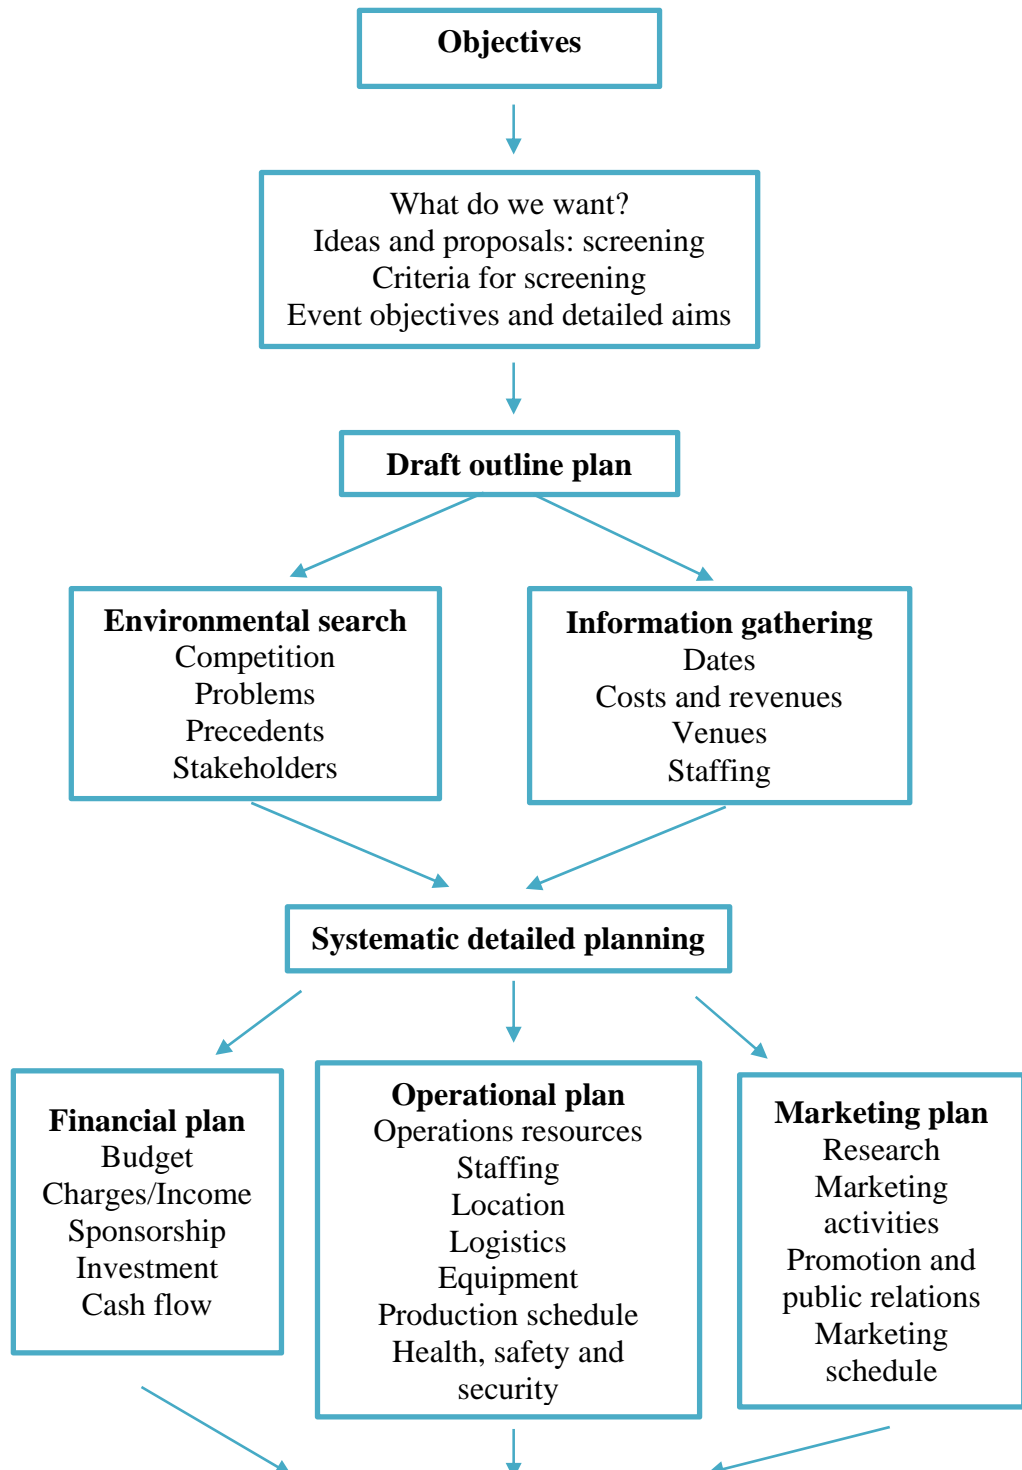 Objectives
What do we want?
Ideas and proposals: screening
Criteria for screening
Event objectives and detailed aims
Draft outline plan
Environmental search
Competition
Problems
Precedents
Stakeholders
Information gathering
Dates
Costs and revenues
Venues
Staffing
Systematic detailed planning
Financial plan
Budget
Charges/Income
Sponsorship
Investment
Cash flow
Operational plan
Operations resources
Staffing
Location
Logistics
Equipment
Production schedule
Health, safety and
security
Marketing plan
Research
Marketing
activities
Promotion and
public relations
Marketing
schedule